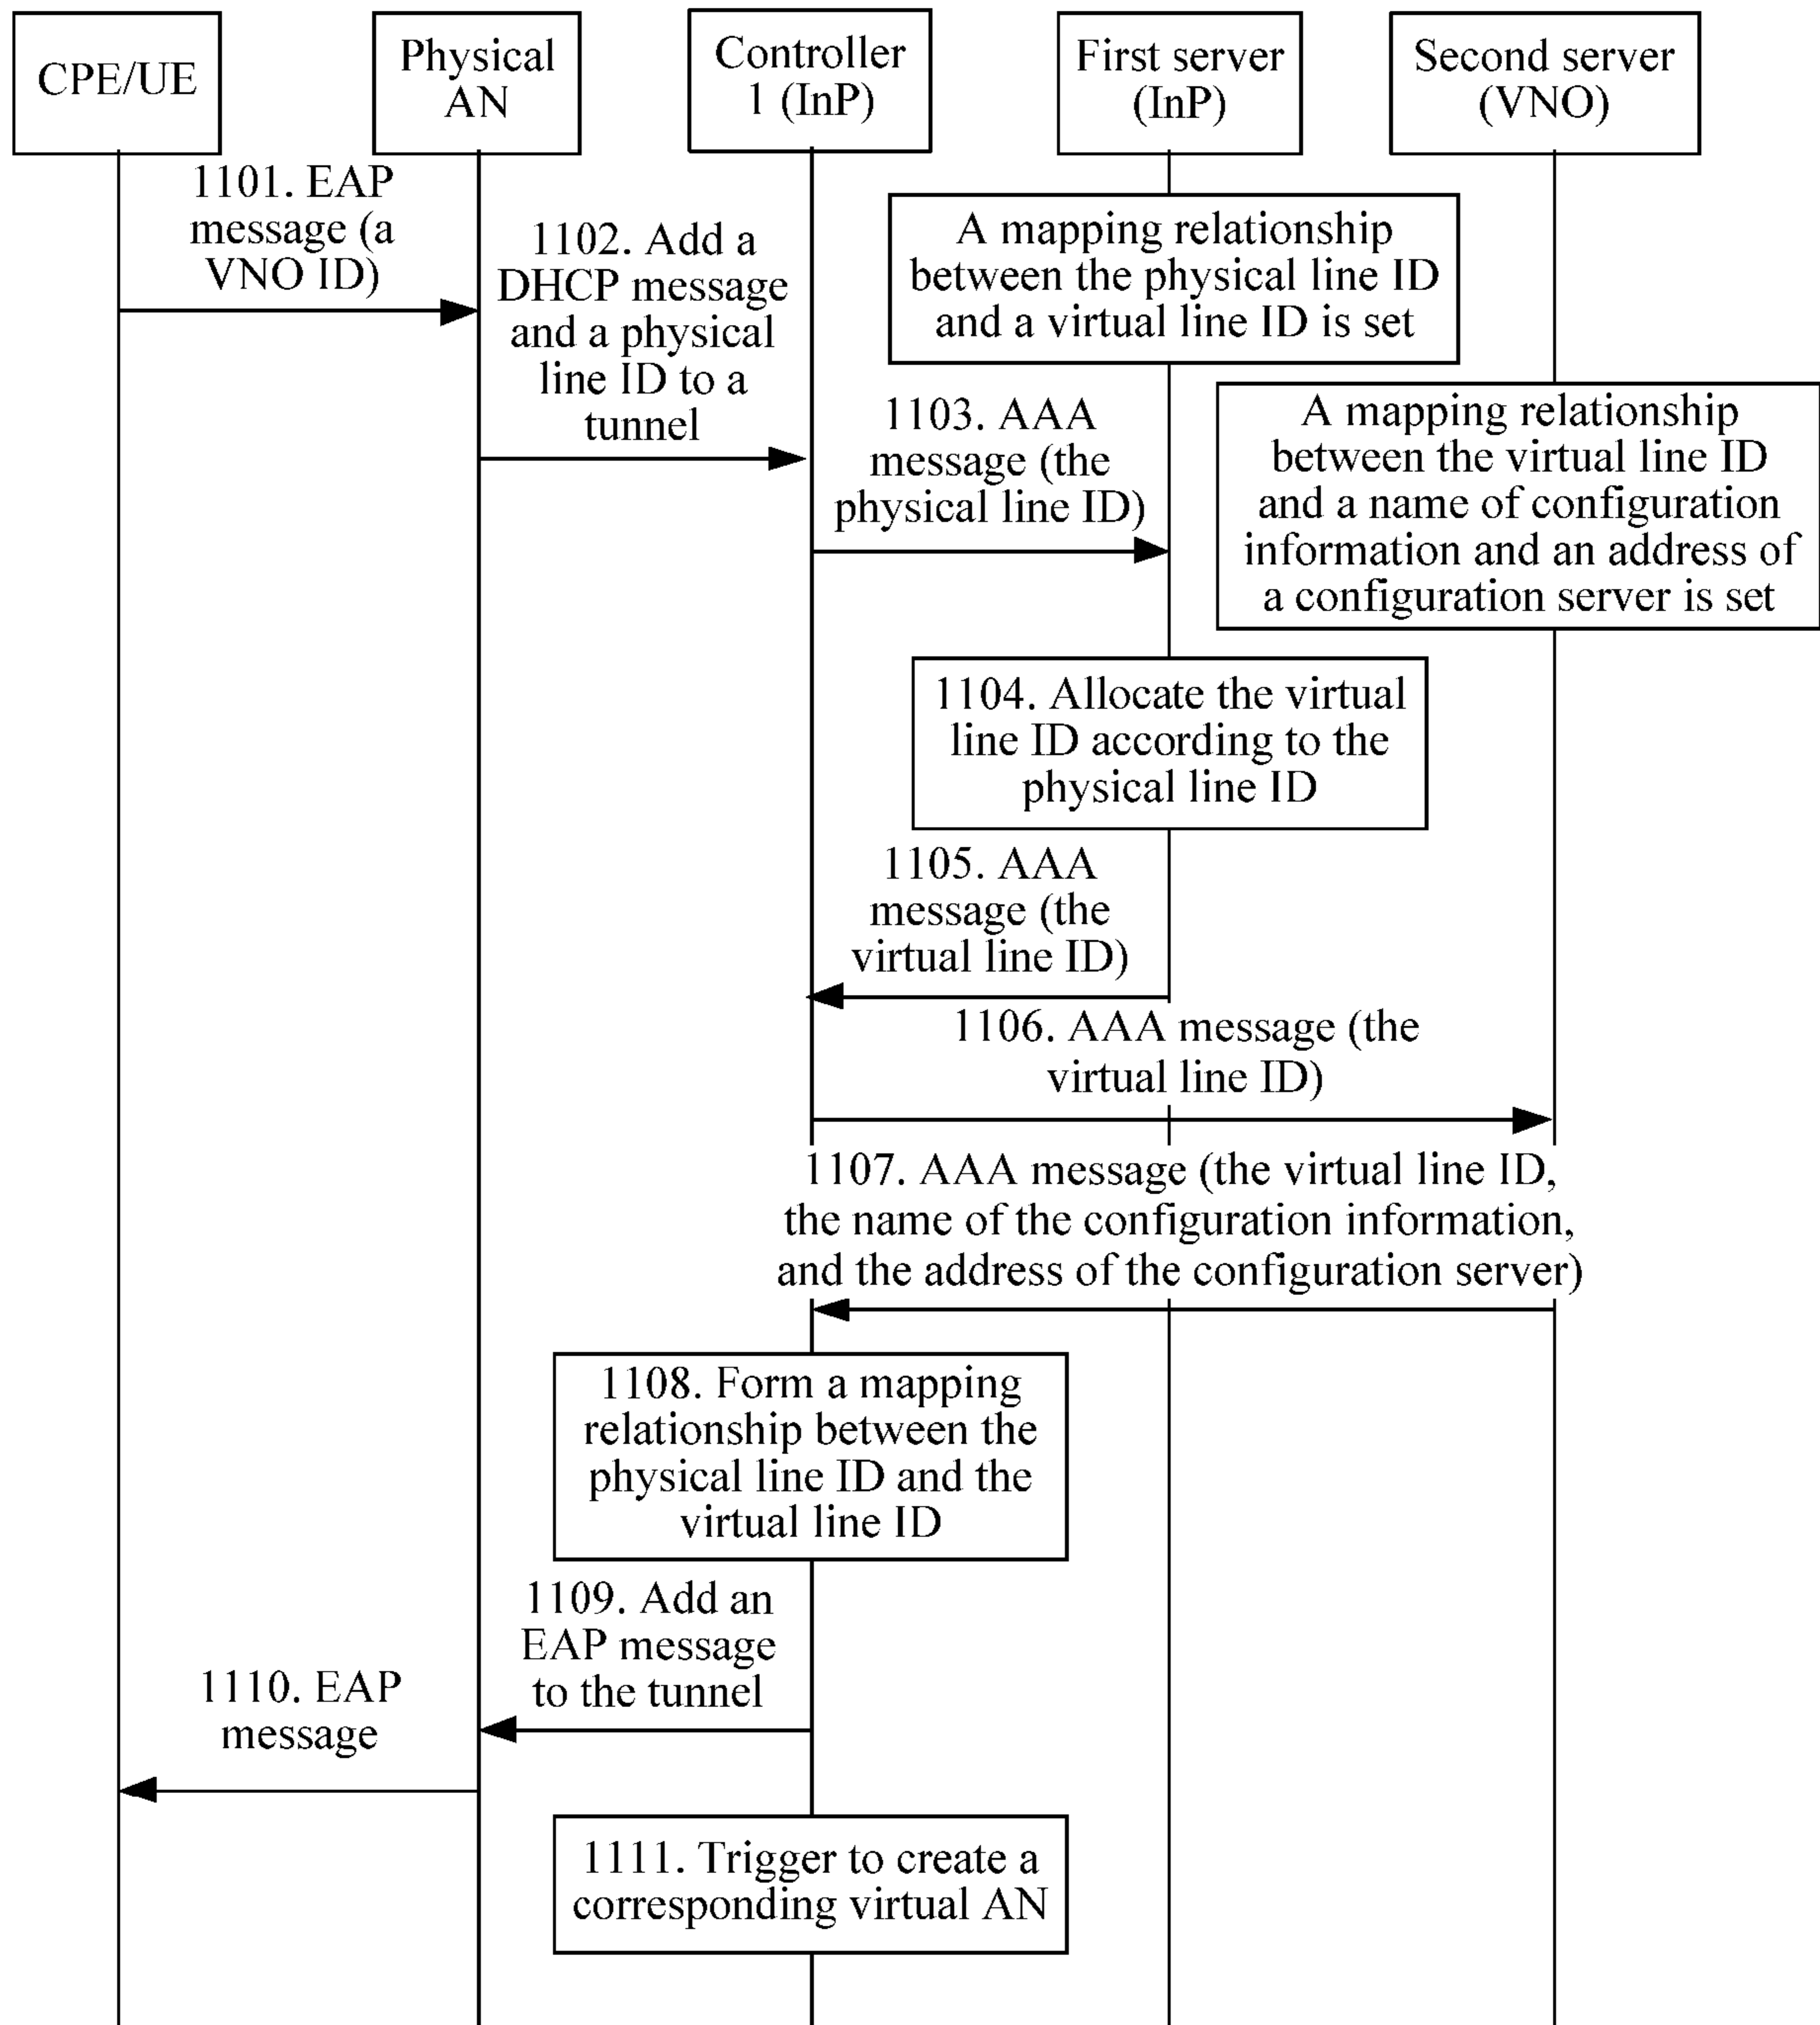 CPE/UE
Physical
AN
Controller
1 (InP)
First server
(InP)
Second server
(VNO)
1101. EAP
message (a
VNO ID)
1102. Add a
DHCP message
and a physical
line ID to a
tunnel
A mapping relationship
between the physical line ID
and a virtual line ID is set
1103. AAA
message (the
physical line ID)
A mapping relationship
between the virtual line ID
and a name of configuration
information and an address of
a configuration server is set
1104. Allocate the virtual
line ID according to the
physical line ID
1105. AAA
message (the
virtual line ID)
1106. AAA message (the
virtual line ID)
1107. AAA message (the virtual line ID,
the name of the configuration information,
and the address of the configuration server)
1108. Form a mapping
relationship between the
physical line ID and the
virtual line ID
1109. Add an
EAP message
to the tunnel
1110. EAP
message
1111. Trigger to create a
corresponding virtual AN